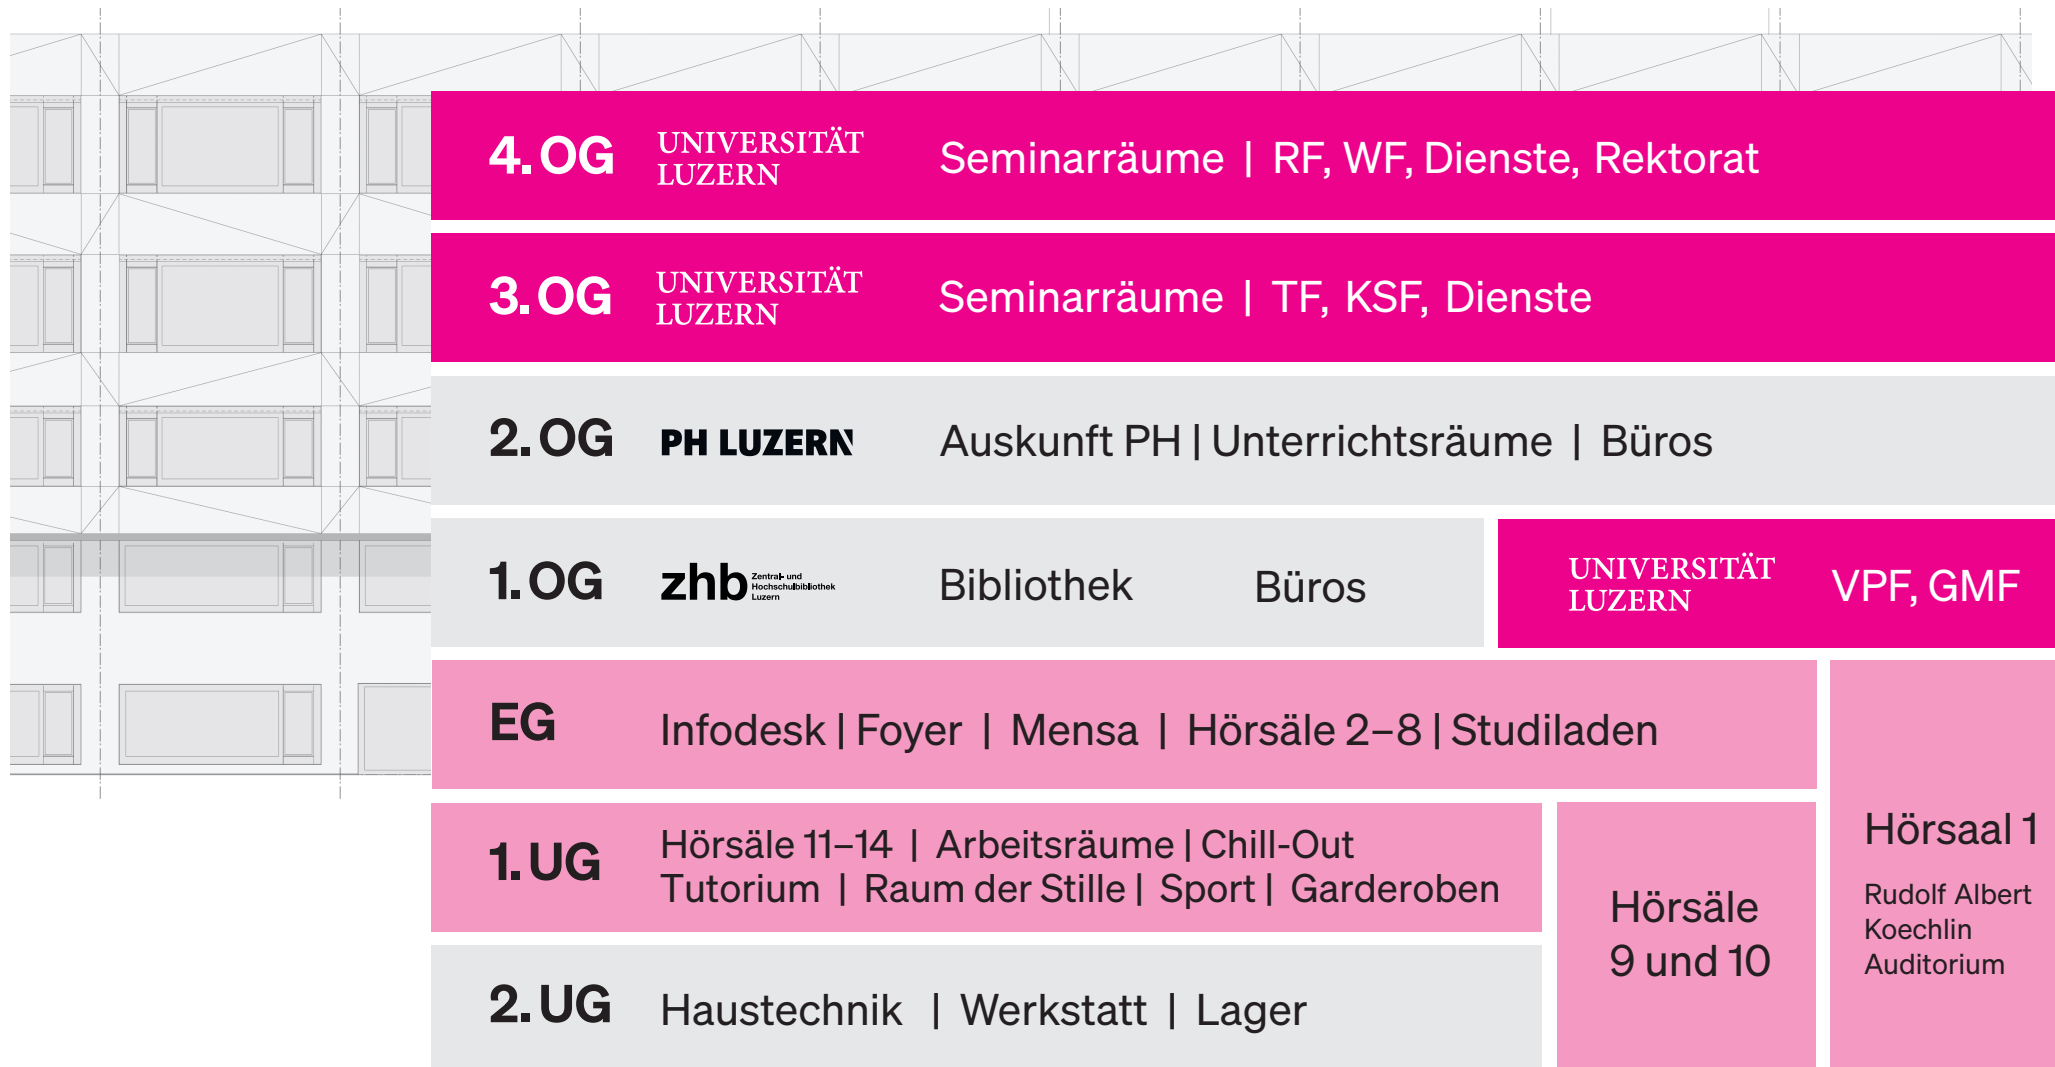 4. OG UNIVERSITÄT LUZERN Seminarräume | RF, WF, Dienste, Rektorat
3. OG UNIVERSITÄT LUZERN Seminarräume | TF, KSF, Dienste
2. OG PH LUZERN Auskunft PH | Unterrichtsräume | Büros
1. OG zhb Zentral- und Hochschulbibliothek Luzern Bibliothek Büros
UNIVERSITÄT LUZERN VPF, GMF
EG Infodesk | Foyer | Mensa | Hörsäle 2–8 | Studiladen
1. UG Hörsäle 11–14 | Arbeitsräume | Chill-Out
Tutorium | Raum der Stille | Sport | Garderoben
2. UG Haustechnik | Werkstatt | Lager
Hörsäle
9 und 10
Hörsaal 1
Rudolf Albert
Koechlin
Auditorium